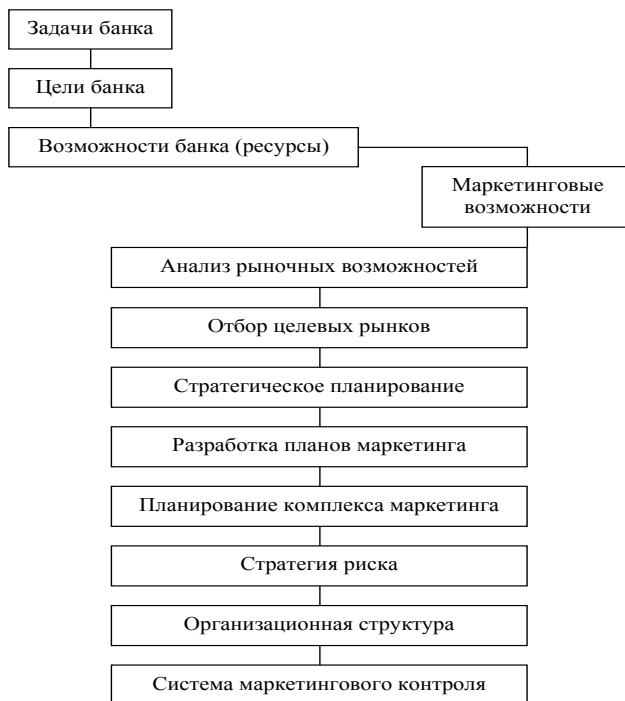 Задачи банка
Цели банка
Возможности банка (ресурсы)
Маркетинговые
возможности
Анализ рыночных возможностей
Отбор целевых рынков
Стратегическое планирование
Разработка планов маркетинга
Планирование комплекса маркетинга
Стратегия риска
Организационная структура
Система маркетингового контроля